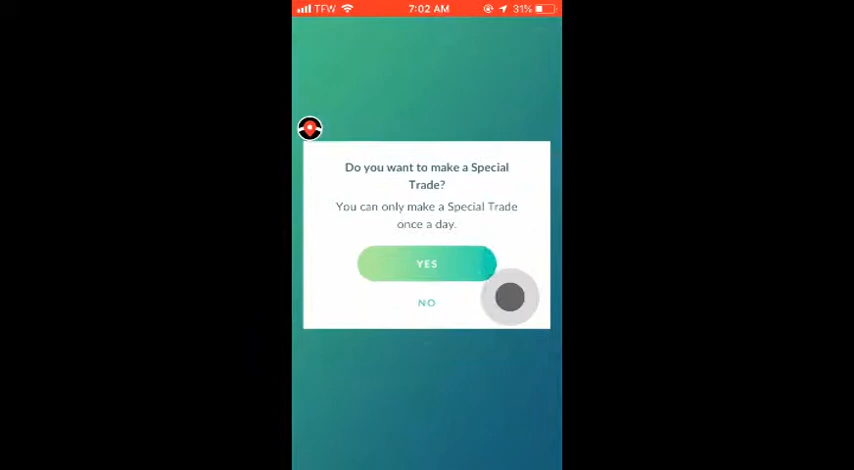 TFW 7:02 AM 31%
Do you want to make a Special
Trade?
You can only make a Special Trade
once a day.
YES
NO